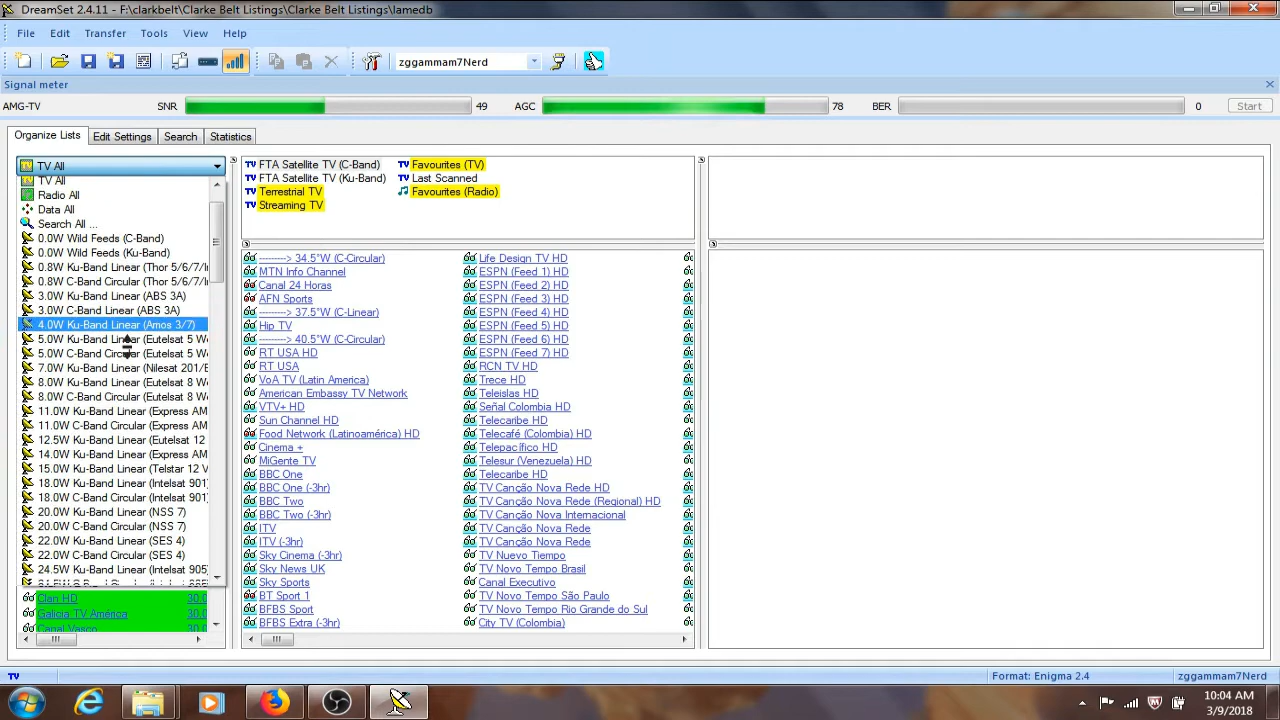 DreamSet 2.4.11 - F:\clarkbelt\Clarke Belt Listings\Clarke Belt Listings\lamedb
File Edit Transfer Tools View Help
zggammam7Nerd
Signal meter
AMG-TV SNR 49 AGC 78 BER 0 Start
Organize Lists Edit Settings Search Statistics
TV All
TV All
Radio All
Data All
Search All ...
0.0W Wild Feeds (C-Band)
0.0W Wild Feeds (Ku-Band)
0.8W Ku-Band Linear (Thor 5/6/7/I
0.8W C-Band Circular (Thor 5/6/7/I
3.0W Ku-Band Linear (ABS 3A)
3.0W C-Band Linear (ABS 3A)
4.0W Ku-Band Linear (Amos 3/7)
5.0W Ku-Band Linear (Eutelsat 5 W
5.0W C-Band Circular (Eutelsat 5 W
7.0W Ku-Band Linear (Nilesat 201/E
8.0W Ku-Band Linear (Eutelsat 8 W
8.0W C-Band Circular (Eutelsat 8 W
11.0W Ku-Band Linear (Express AM
11.0W C-Band Circular (Express AM
12.5W Ku-Band Linear (Eutelsat 12
14.0W Ku-Band Linear (Express AM
15.0W Ku-Band Linear (Telstar 12 V
18.0W Ku-Band Linear (Intelsat 901)
18.0W C-Band Circular (Intelsat 901)
20.0W Ku-Band Linear (NSS 7)
20.0W C-Band Circular (NSS 7)
22.0W Ku-Band Linear (SES 4)
22.0W C-Band Circular (SES 4)
24.5W Ku-Band Linear (Intelsat 905)
Clan HD 30.0
Galicia TV América 30.0
Canal Vasco 30.0
FTA Satellite TV (C-Band)
FTA Satellite TV (Ku-Band)
Terrestrial TV
Streaming TV
Favourites (TV)
Last Scanned
Favourites (Radio)
--------> 34.5°W (C-Circular)
MTN Info Channel
Canal 24 Horas
AFN Sports
--------> 37.5°W (C-Linear)
Hip TV
--------> 40.5°W (C-Circular)
RT USA HD
RT USA
VoA TV (Latin America)
American Embassy TV Network
VTV+ HD
Sun Channel HD
Food Network (Latinoamérica) HD
Cinema +
MiGente TV
BBC One
BBC One (-3hr)
BBC Two
BBC Two (-3hr)
ITV
ITV (-3hr)
Sky Cinema (-3hr)
Sky News UK
Sky Sports
BT Sport 1
BFBS Sport
BFBS Extra (-3hr)
Life Design TV HD
ESPN (Feed 1) HD
ESPN (Feed 2) HD
ESPN (Feed 3) HD
ESPN (Feed 4) HD
ESPN (Feed 5) HD
ESPN (Feed 6) HD
ESPN (Feed 7) HD
RCN TV HD
Trece HD
Teleislas HD
Señal Colombia HD
Telecaribe HD
Telecafé (Colombia) HD
Telepacífico HD
Telesur (Venezuela) HD
Telecaribe HD
TV Canção Nova Rede HD
TV Canção Nova Rede (Regional) HD
TV Canção Nova Internacional
TV Canção Nova Rede
TV Canção Nova Rede
TV Nuevo Tiempo
TV Novo Tempo Brasil
Canal Executivo
TV Novo Tempo São Paulo
TV Novo Tempo Rio Grande do Sul
City TV (Colombia)
TV Format: Enigma 2.4 zggammam7Nerd
10:04 AM
3/9/2018